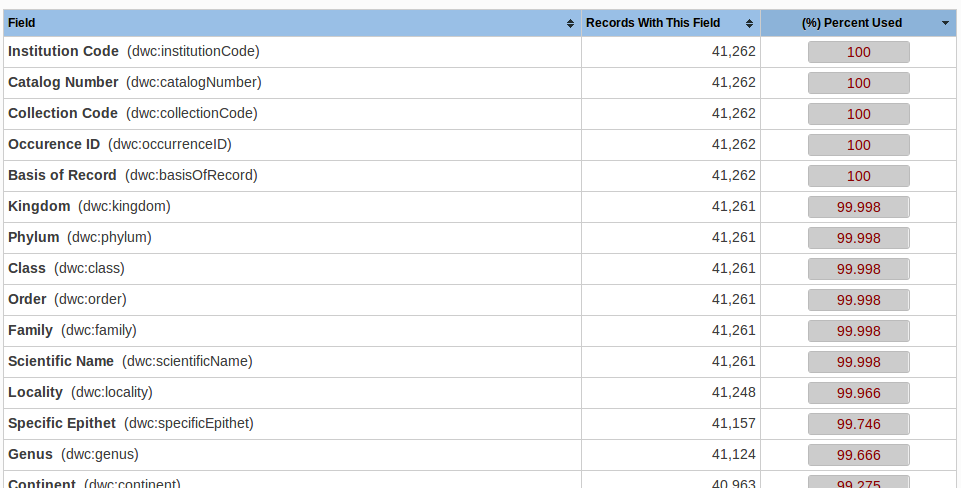 Field Records With This Field (%) Percent Used
Institution Code (dwc:institutionCode) 41,262 100
Catalog Number (dwc:catalogNumber) 41,262 100
Collection Code (dwc:collectionCode) 41,262 100
Occurence ID (dwc:occurrenceID) 41,262 100
Basis of Record (dwc:basisOfRecord) 41,262 100
Kingdom (dwc:kingdom) 41,261 99.998
Phylum (dwc:phylum) 41,261 99.998
Class (dwc:class) 41,261 99.998
Order (dwc:order) 41,261 99.998
Family (dwc:family) 41,261 99.998
Scientific Name (dwc:scientificName) 41,261 99.998
Locality (dwc:locality) 41,248 99.966
Specific Epithet (dwc:specificEpithet) 41,157 99.746
Genus (dwc:genus) 41,124 99.666
Continent (dwc:continent) 40,963 99.275